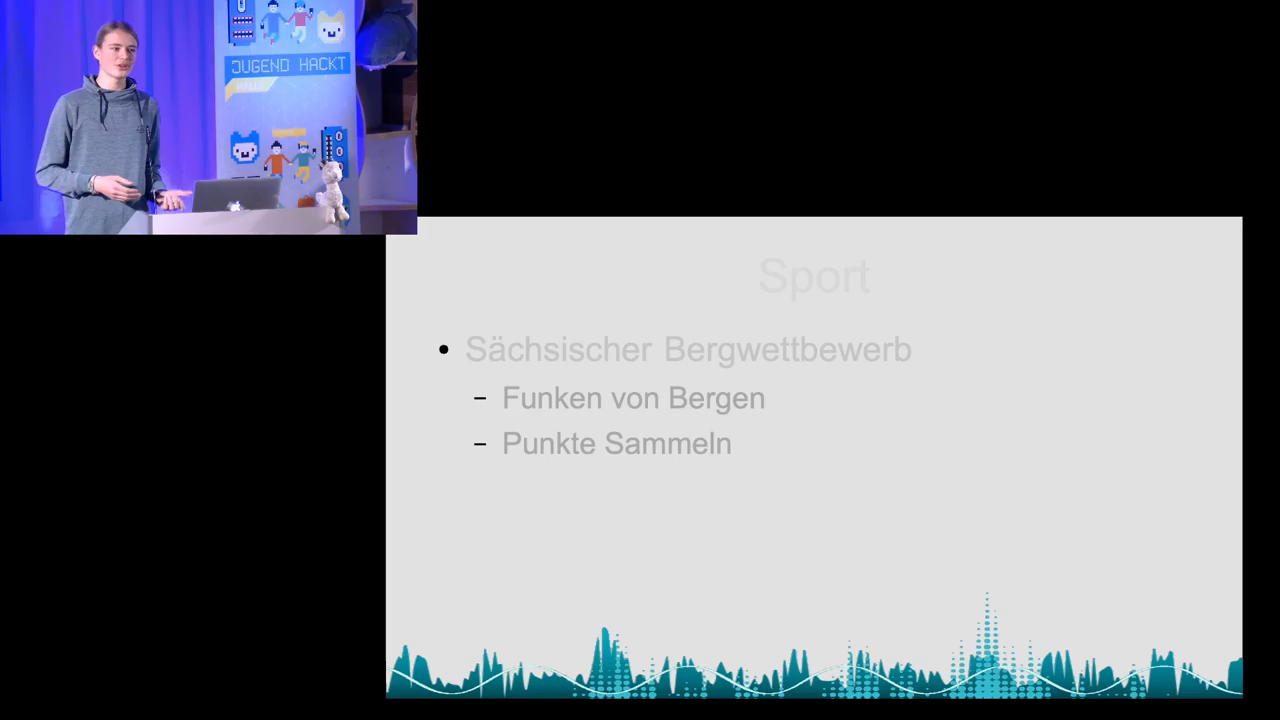 JUGEND HACKT
Sport
Sächsischer Bergwettbewerb
Funken von Bergen
Punkte Sammeln